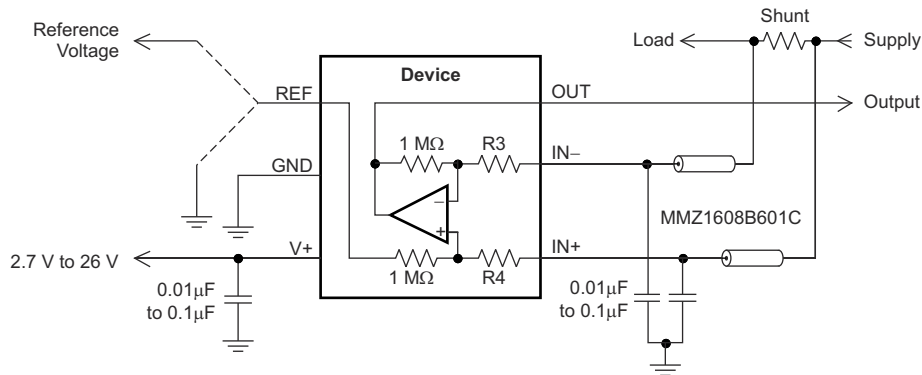 Shunt
Reference
Voltage
Load
Supply
Device
REF
OUT
Output
1 MΩ
R3
IN−
GND
−
MMZ1608B601C
+
2.7 V to 26 V
V+
IN+
1 MΩ
R4
0.01μF
to 0.1μF
0.01μF
to 0.1μF